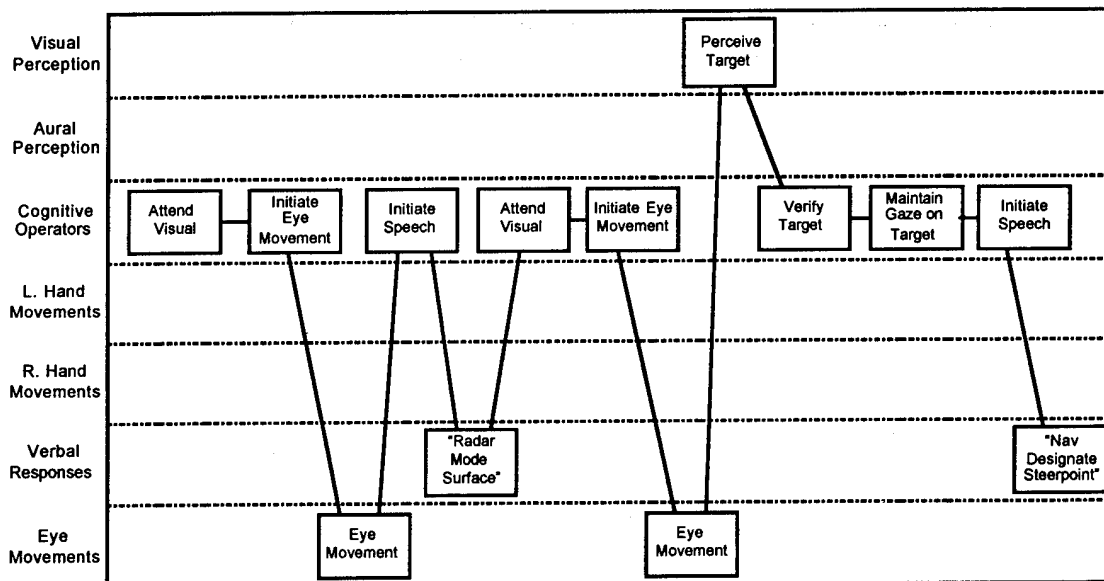 Visual
Perception
Perceive
Target
Aural
Perception
Cognitive
Operators
Attend
Visual
Initiate
Eye
Movement
Initiate
Speech
Attend
Visual
Initiate Eye
Movement
Verify
Target
Maintain
Gaze on
Target
Initiate
Speech
L. Hand
Movements
R. Hand
Movements
Verbal
Responses
"Radar
Mode
Surface"
"Nav
Designate
Steerpoint"
Eye
Movements
Eye
Movement
Eye
Movement